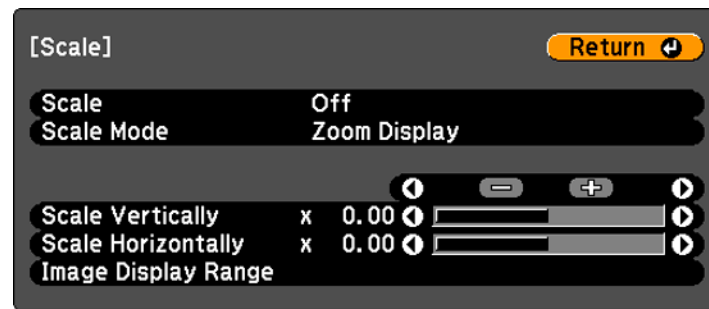 [Scale]
Return
Scale Off
Scale Mode Zoom Display
Scale Vertically x 0.00
Scale Horizontally x 0.00
Image Display Range